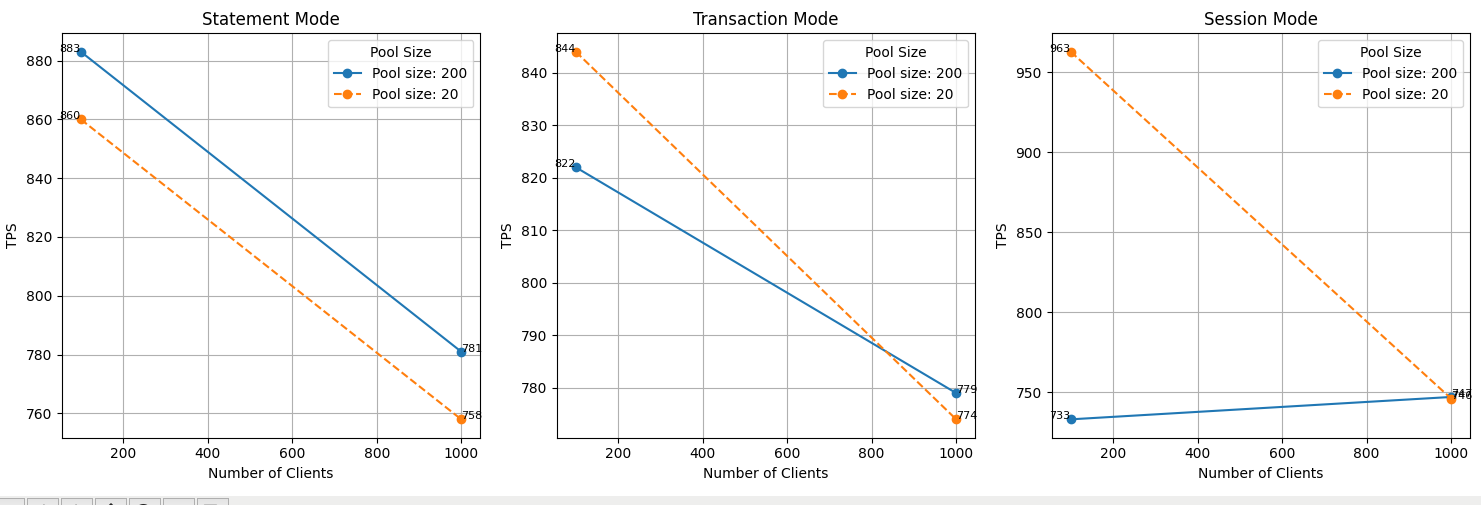 Statement Mode
Pool Size
Pool size: 200
Pool size: 20
883
860
781
758
880
860
840
820
800
780
760
TPS
200 400 600 800 1000
Number of Clients
Transaction Mode
Pool Size
Pool size: 200
Pool size: 20
844
822
779
774
840
830
820
810
800
790
780
TPS
200 400 600 800 1000
Number of Clients
Session Mode
Pool Size
Pool size: 200
Pool size: 20
963
733
747
746
950
900
850
800
750
TPS
200 400 600 800 1000
Number of Clients